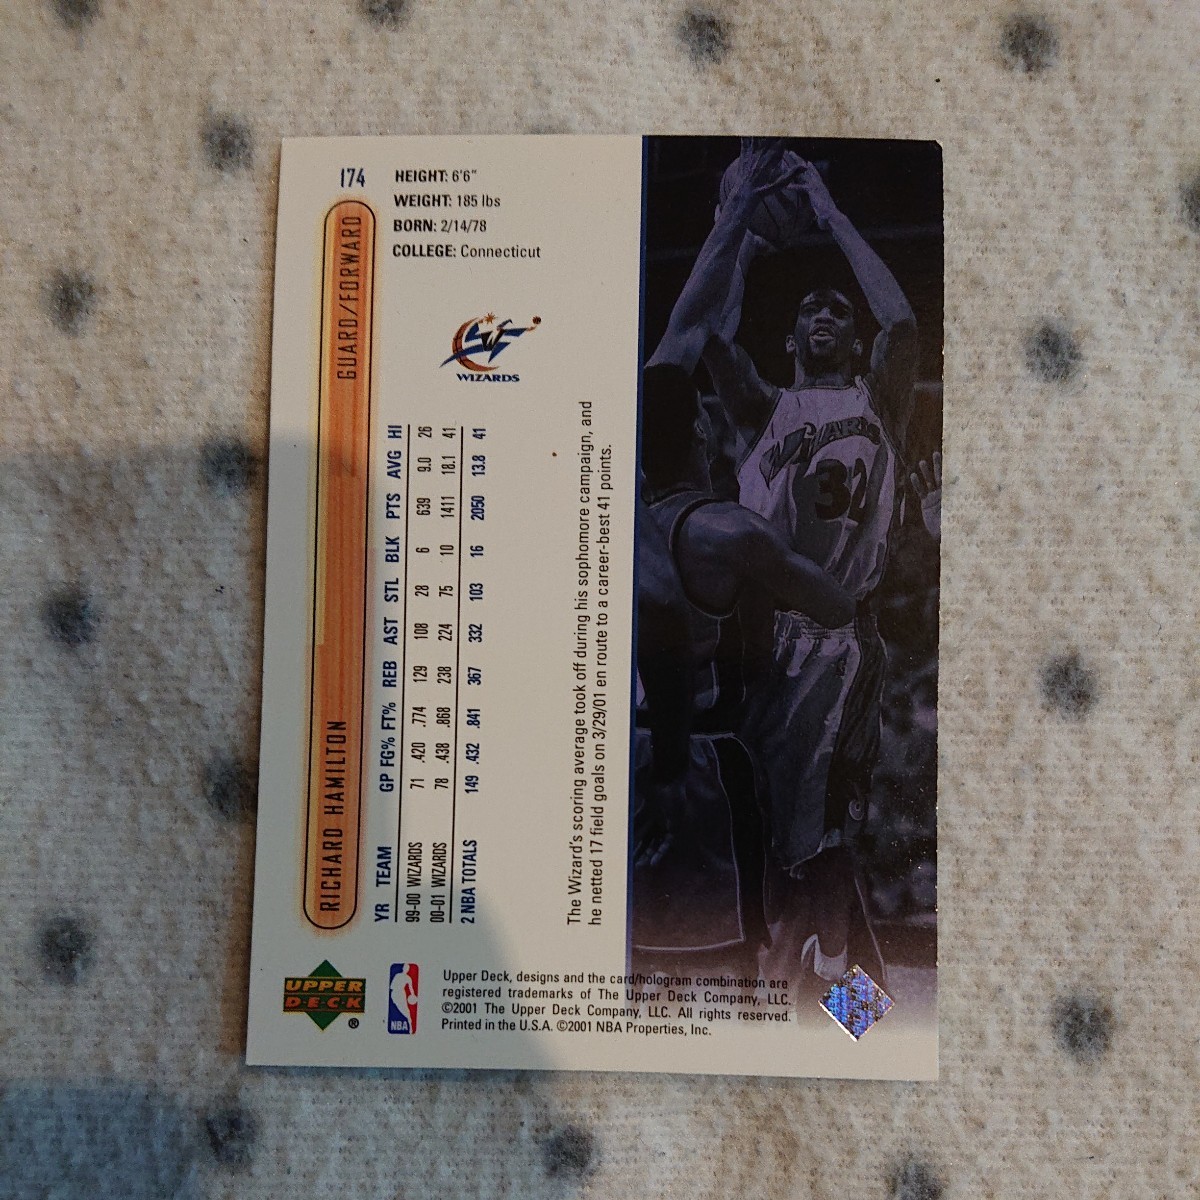 174
HEIGHT: 6'6"
WEIGHT: 185 lbs
BORN: 2/14/78
COLLEGE: Connecticut
RICHARD HAMILTON GUARD/FORWARD
WIZARDS
YR TEAM GP FG% FT% REB AST STL BLK PTS AVG HI
99-00 WIZARDS 71 .420 .774 129 108 28 6 639 9.0 26
00-01 WIZARDS 78 .438 .868 238 224 75 10 1411 18.1 41
2 NBA TOTALS 149 .432 .841 367 332 103 16 2050 13.8 41
The Wizard's scoring average took off during his sophomore campaign, and
he netted 17 field goals on 3/29/01 en route to a career-best 41 points.
WIZARDS
32
UPPER
DECK
®
NBA
Upper Deck, designs and the card/hologram combination are
registered trademarks of The Upper Deck Company, LLC.
©2001 The Upper Deck Company, LLC. All rights reserved.
Printed in the U.S.A. ©2001 NBA Properties, Inc.